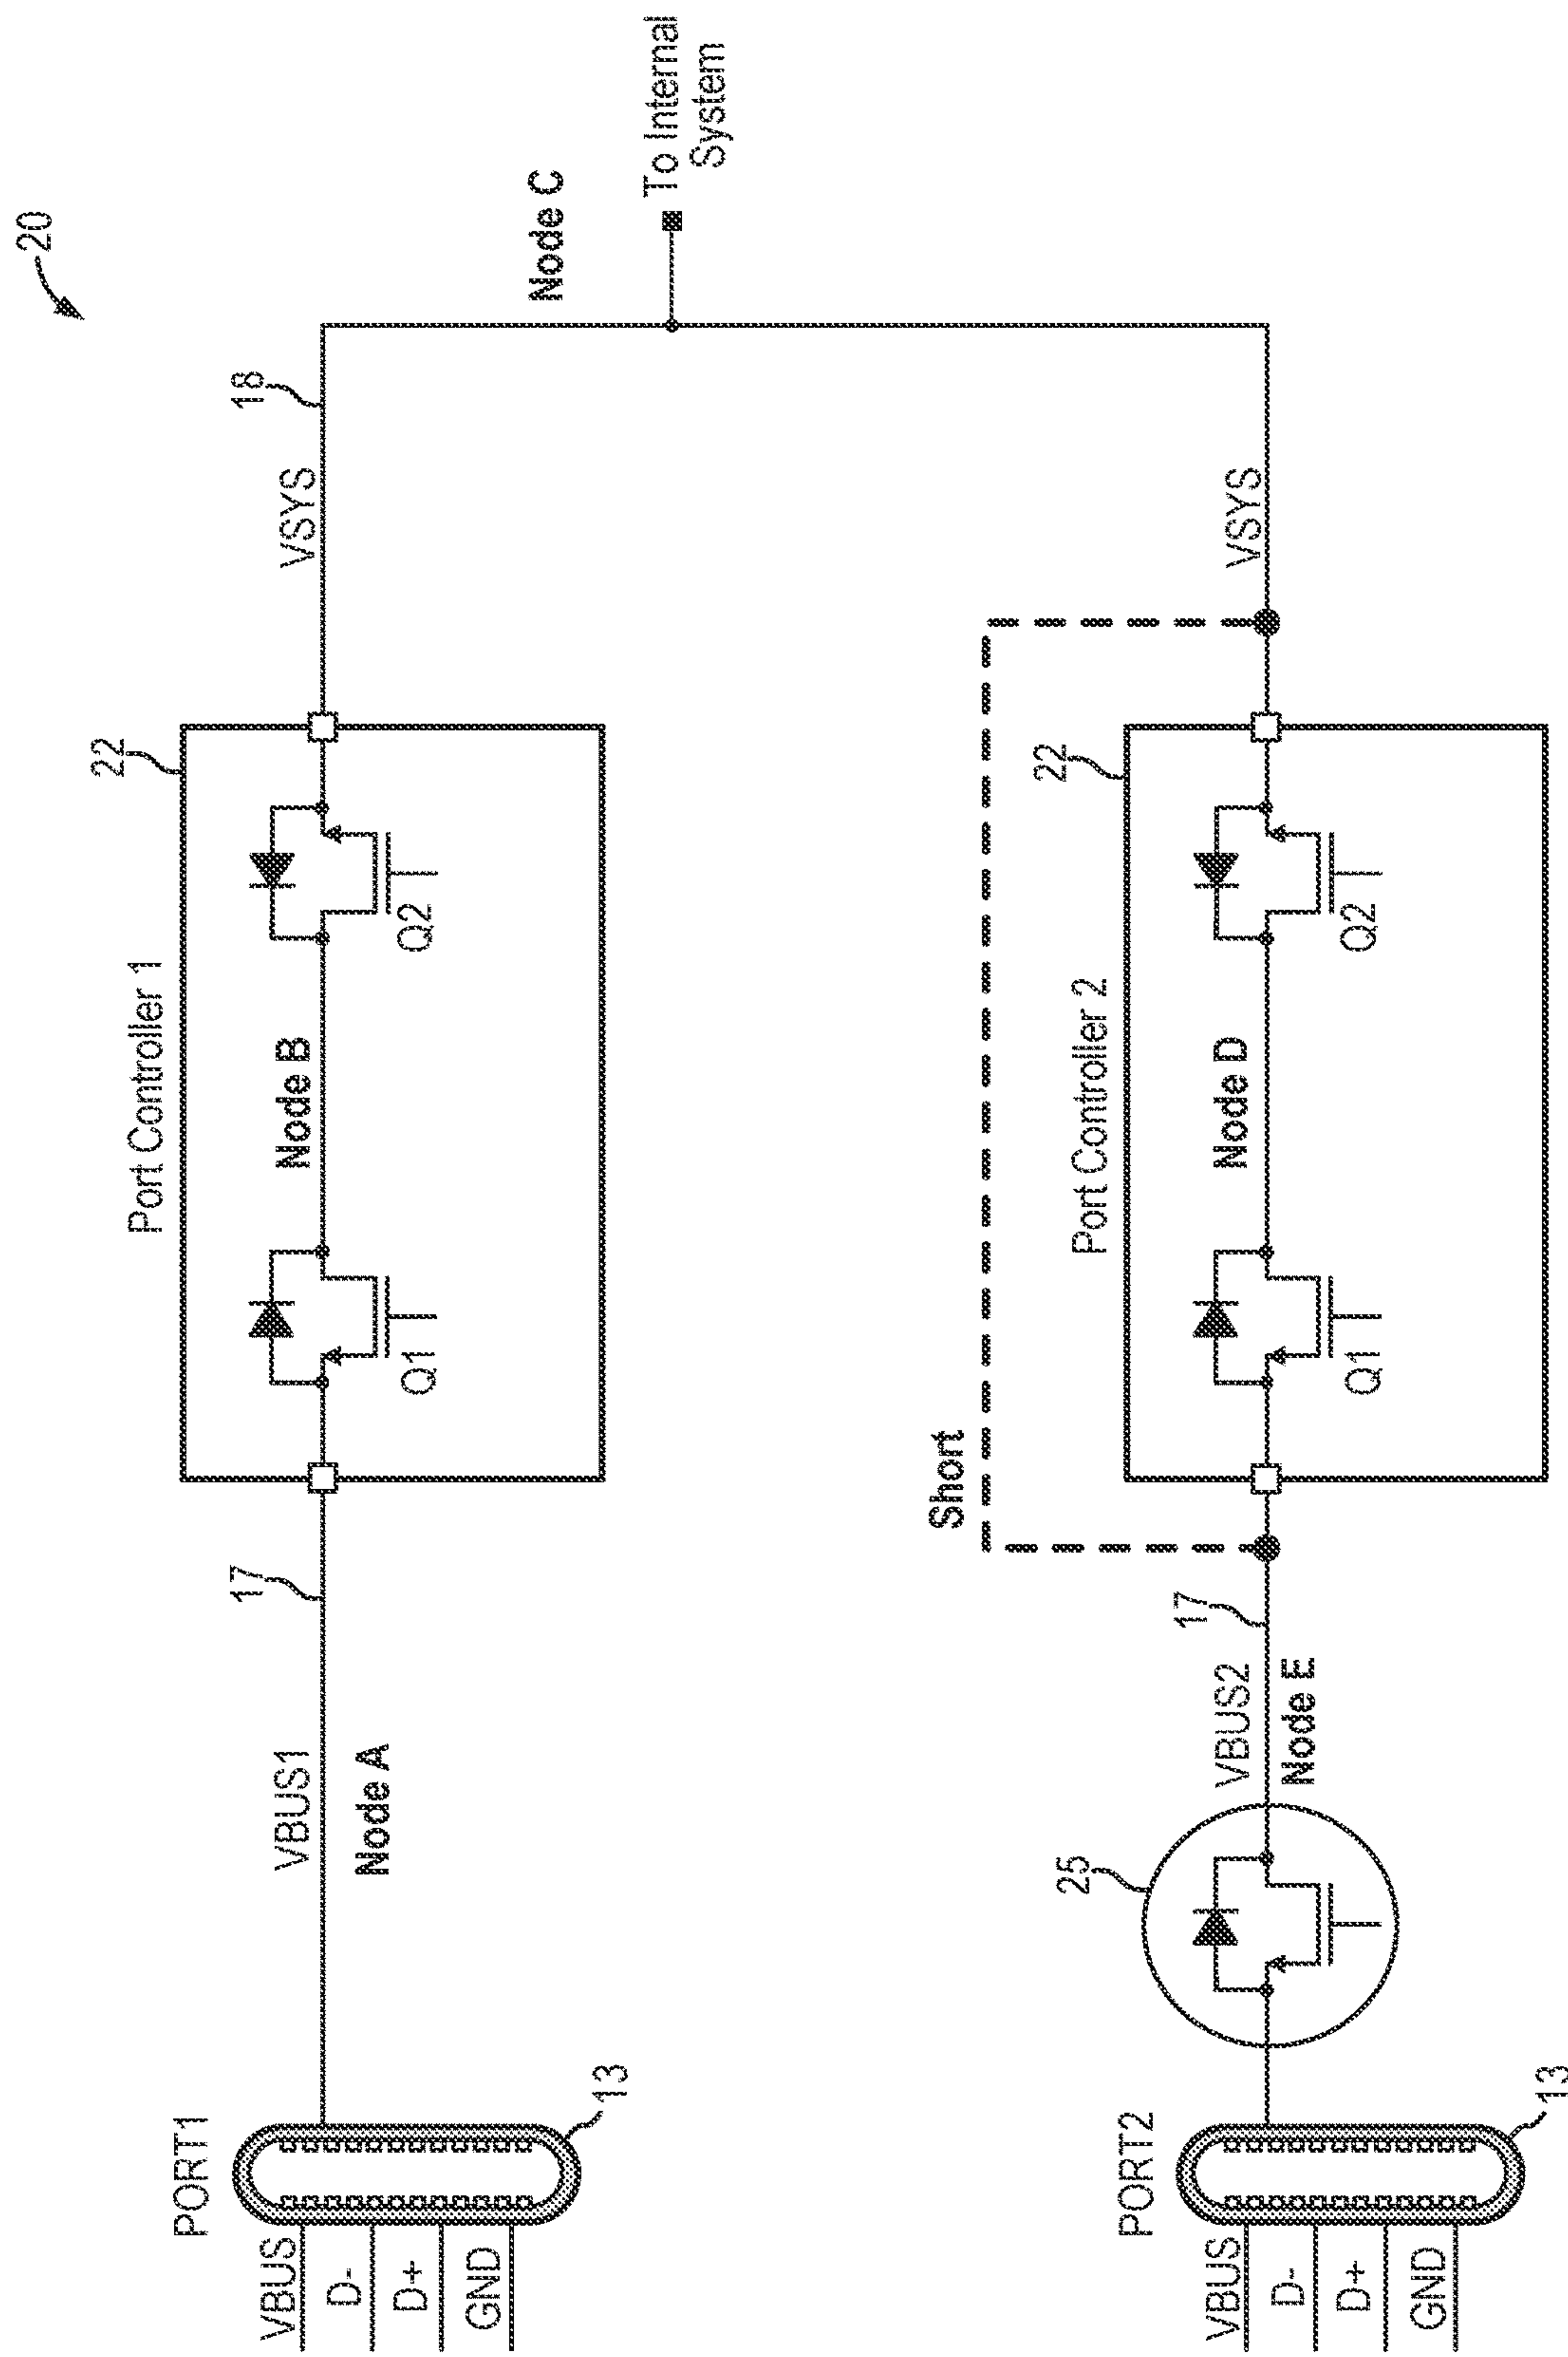 20
PORT1
VBUS
D-
D+
GND
13
VBUS1
Node A
17
Port Controller 1
22
Q1
Node B
Q2
VSYS
18
Node C
To Internal
System
PORT2
VBUS
D-
D+
GND
13
25
VBUS2
Node E
17
Short
Port Controller 2
22
Q1
Node D
Q2
VSYS